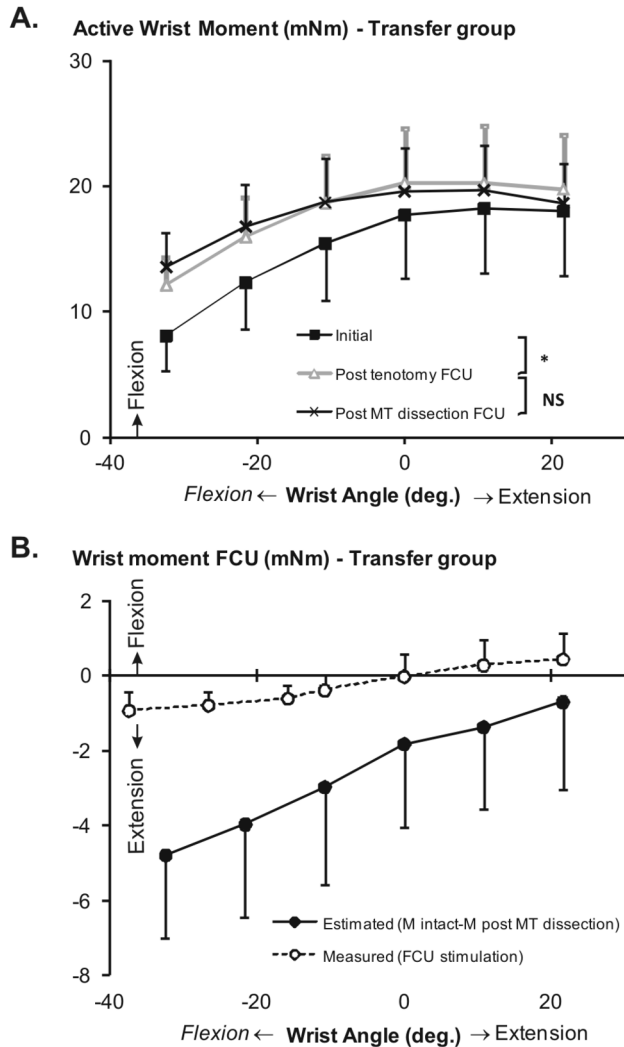 A.
Active Wrist Moment (mNm) - Transfer group
30
20
10
0
Flexion
Initial
Post tenotomy FCU
Post MT dissection FCU
*
NS
-40
-20
0
20
Flexion ← Wrist Angle (deg.) → Extension
B.
Wrist moment FCU (mNm) - Transfer group
2
0
-2
-4
-6
-8
Flexion
Extension
Estimated (M intact-M post MT dissection)
Measured (FCU stimulation)
-40
-20
0
20
Flexion ← Wrist Angle (deg.) → Extension